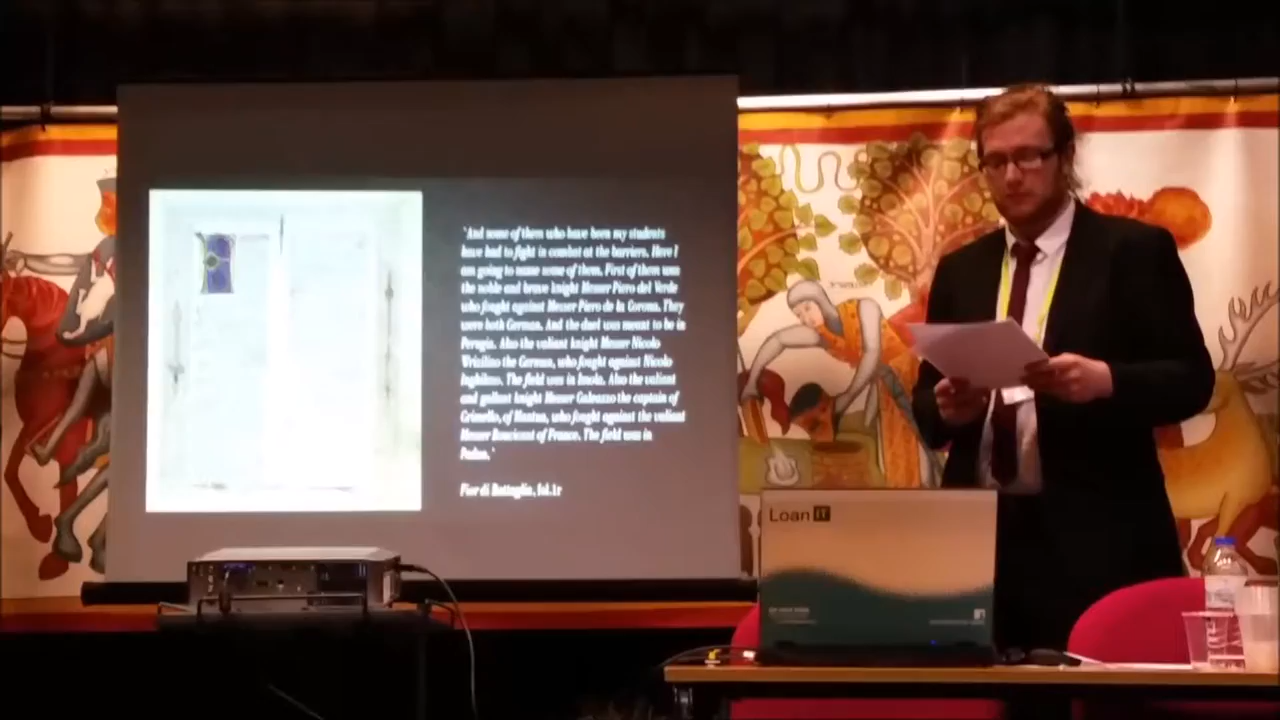 'And some of them who have been my students
have had to fight in combat at the barriers. Here I
am going to name some of them. First of them was
the noble and brave knight Messer Piero del Verde
who fought against Messer Piero de la Corona. They
were both German. And the duel was meant to be in
Perugia. Also the valiant knight Messer Nicolo
the German, who fought against Nicolo
Inghileso. The field was in Imola. Also the valiant
and gallant knight Messer Galeazzo the captain of
Grimello, of Mantua, who fought against the valiant
Messer Boucicaut of France. The field was in
Padua.'
Fior di Battaglia, fol.1r
Loan IT